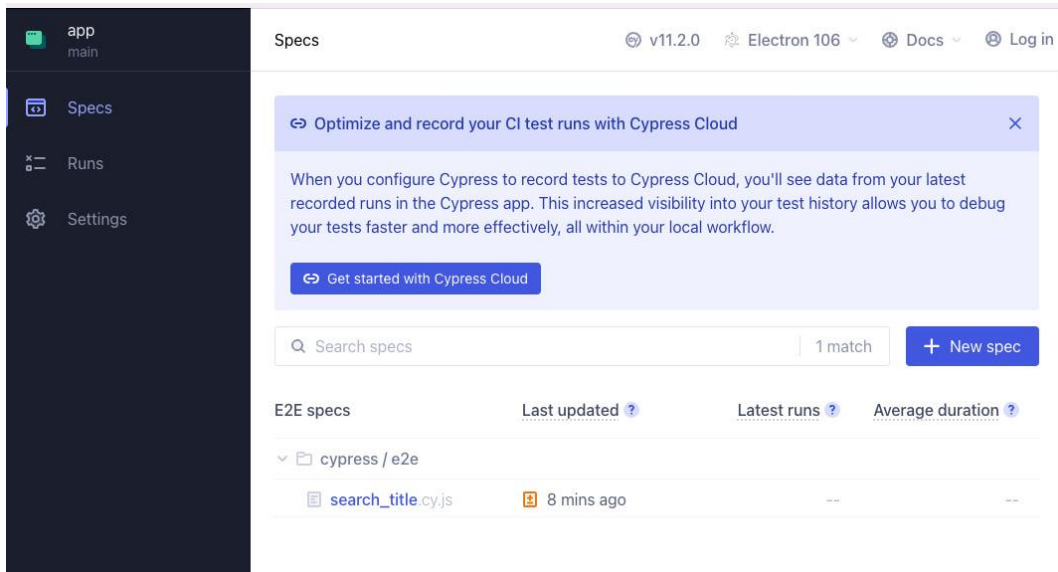 app
main
Specs
v11.2.0
Electron 106
Docs
Log in
Specs
Runs
Settings
Optimize and record your CI test runs with Cypress Cloud
When you configure Cypress to record tests to Cypress Cloud, you'll see data from your latest
recorded runs in the Cypress app. This increased visibility into your test history allows you to debug
your tests faster and more effectively, all within your local workflow.
Get started with Cypress Cloud
Search specs
1 match
+ New spec
E2E specs
Last updated ?
Latest runs ?
Average duration ?
cypress / e2e
search_title.cy.js
8 mins ago
--
--